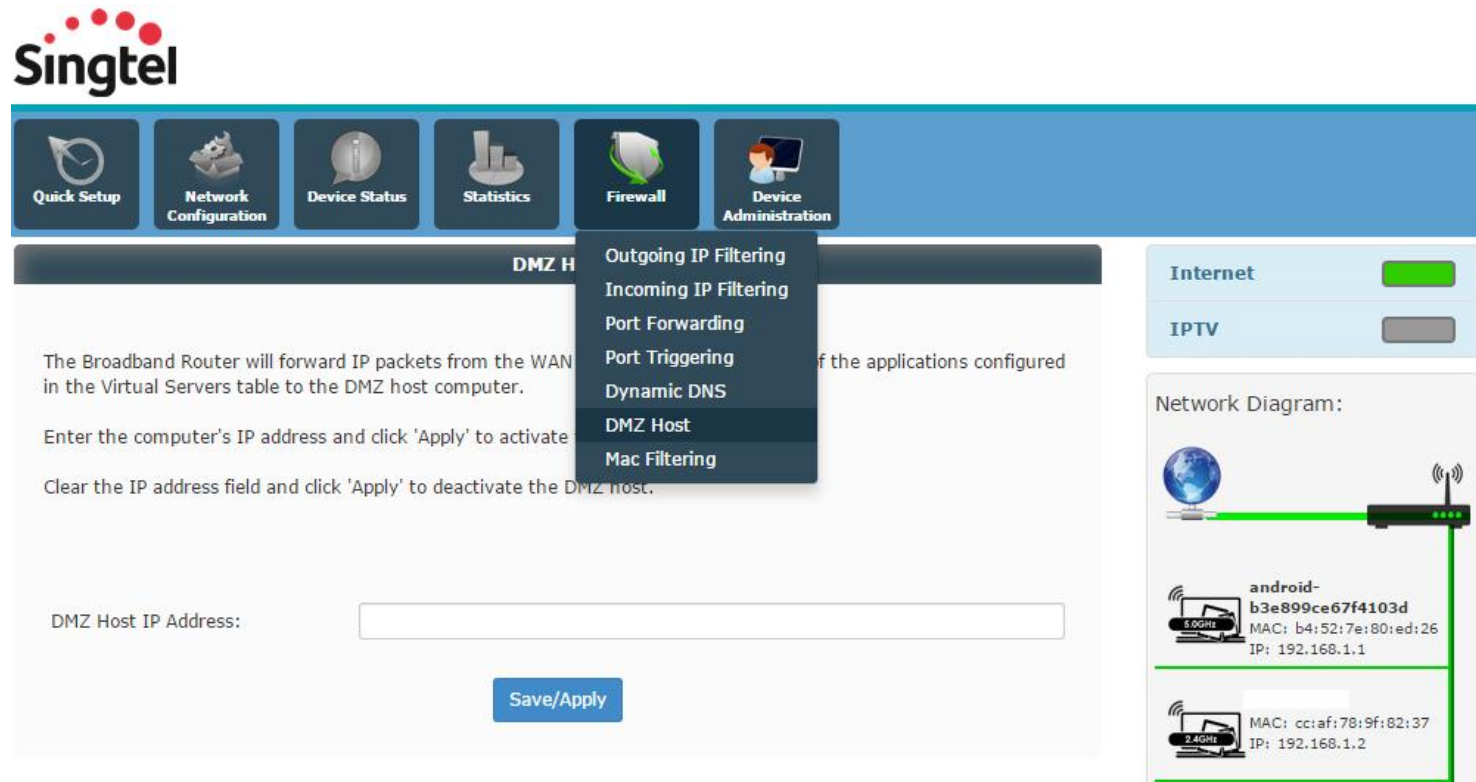 Singtel
Quick Setup
Network
Configuration
Device Status
Statistics
Firewall
Device
Administration
Outgoing IP Filtering
Incoming IP Filtering
Port Forwarding
Port Triggering
Dynamic DNS
DMZ Host
Mac Filtering
DMZ H
The Broadband Router will forward IP packets from the WAN f the applications configured
in the Virtual Servers table to the DMZ host computer.
Enter the computer's IP address and click 'Apply' to activate
Clear the IP address field and click 'Apply' to deactivate the DMZ host.
DMZ Host IP Address:
Save/Apply
Internet
IPTV
Network Diagram:
5.0GHz
android-
b3e899ce67f4103d
MAC: b4:52:7e:80:ed:26
IP: 192.168.1.1
2.4GHz
MAC: cc:af:78:9f:82:37
IP: 192.168.1.2